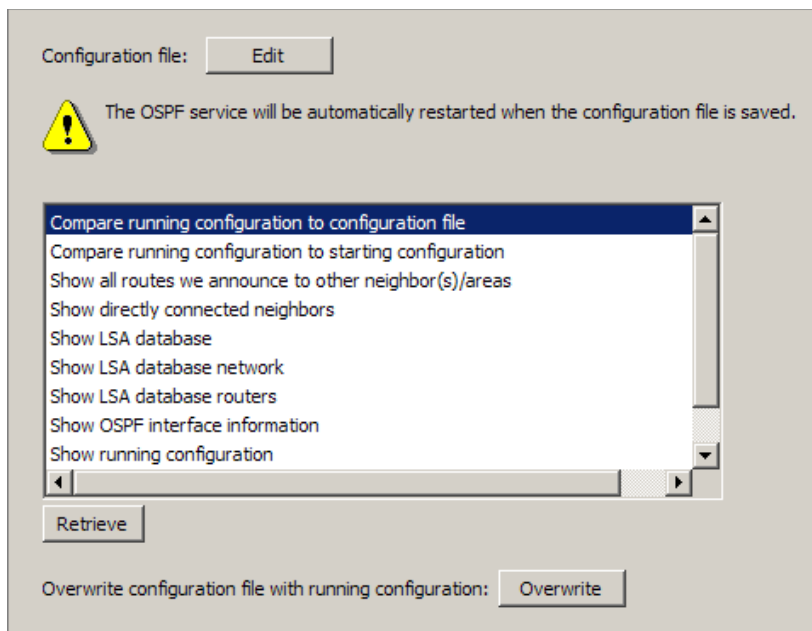 Configuration file: Edit
The OSPF service will be automatically restarted when the configuration file is saved.
Compare running configuration to configuration file
Compare running configuration to starting configuration
Show all routes we announce to other neighbor(s)/areas
Show directly connected neighbors
Show LSA database
Show LSA database network
Show LSA database routers
Show OSPF interface information
Show running configuration
Retrieve
Overwrite configuration file with running configuration: Overwrite